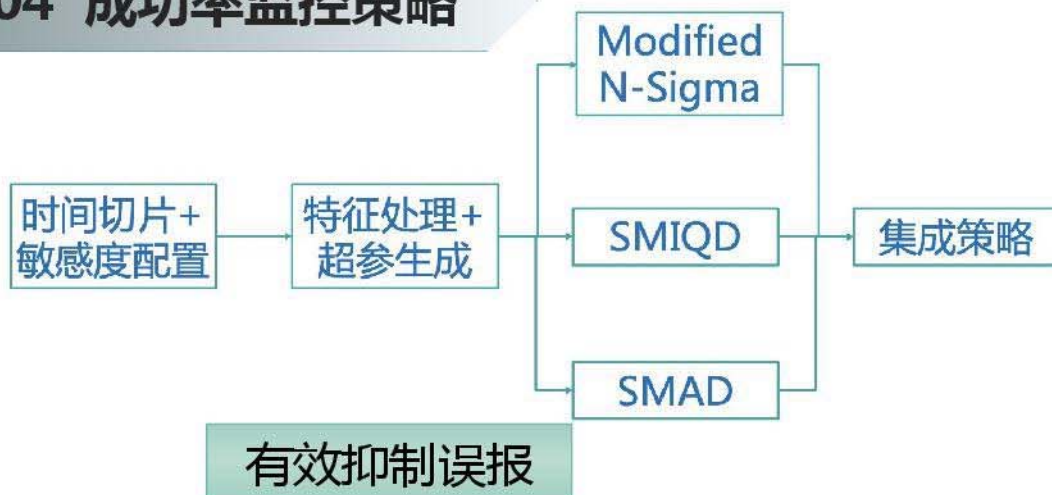 04 成功率监控策略
Modified
N-Sigma
时间切片+
敏感度配置
特征处理+
超参生成
SMIQD
集成策略
SMAD
有效抑制误报